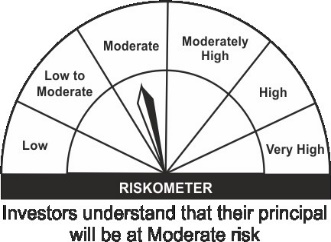 Moderate
Moderately
High
Low to
Moderate
High
Low
Very High
RISKOMETER
Investors understand that their principal
will be at Moderate risk